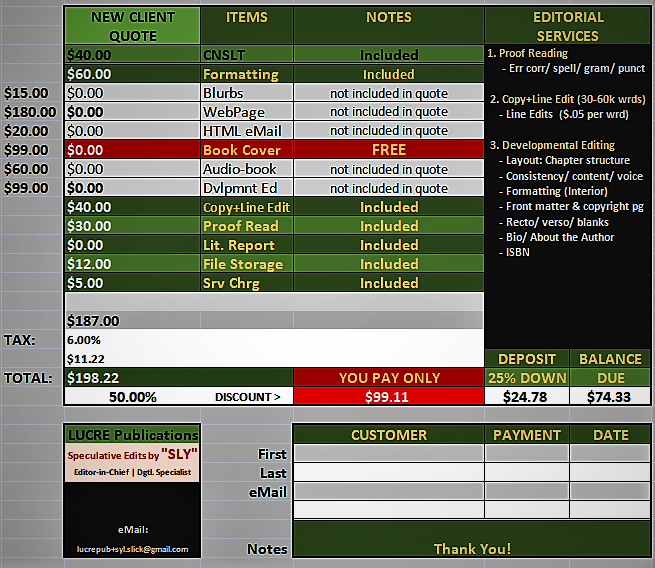 NEW CLIENT QUOTE ITEMS NOTES EDITORIAL SERVICES
$40.00 CNSLT Included
$60.00 Formatting Included
$15.00 $0.00 Blurbs not included in quote
$180.00 $0.00 WebPage not included in quote
$20.00 $0.00 HTML eMail not included in quote
$99.00 $0.00 Book Cover FREE
$60.00 $0.00 Audio-book not included in quote
$99.00 $0.00 Dvlpmnt Ed not included in quote
$40.00 Copy+Line Edit Included
$30.00 Proof Read Included
$0.00 Lit. Report Included
$12.00 File Storage Included
$5.00 Srv Chrg Included
$187.00
TAX: 6.00%
$11.22
TOTAL: $198.22 YOU PAY ONLY
50.00% DISCOUNT > $99.11
1. Proof Reading
- Err corr/ spell/ gram/ punct
2. Copy+Line Edit (30-60k wrds)
- Line Edits ($.05 per wrd)
3. Developmental Editing
- Layout: Chapter structure
- Consistency/ content/ voice
- Formatting (Interior)
- Front matter & copyright pg
- Recto/ verso/ blanks
- Bio/ About the Author
- ISBN
DEPOSIT BALANCE
25% DOWN DUE
$24.78 $74.33
LUCRE Publications
Speculative Edits by "SLY"
Editor-in-Chief | Dgtl. Specialist
eMail:
lucrepub+syl.slick@gmail.com
CUSTOMER PAYMENT DATE
First
Last
eMail
Notes Thank You!